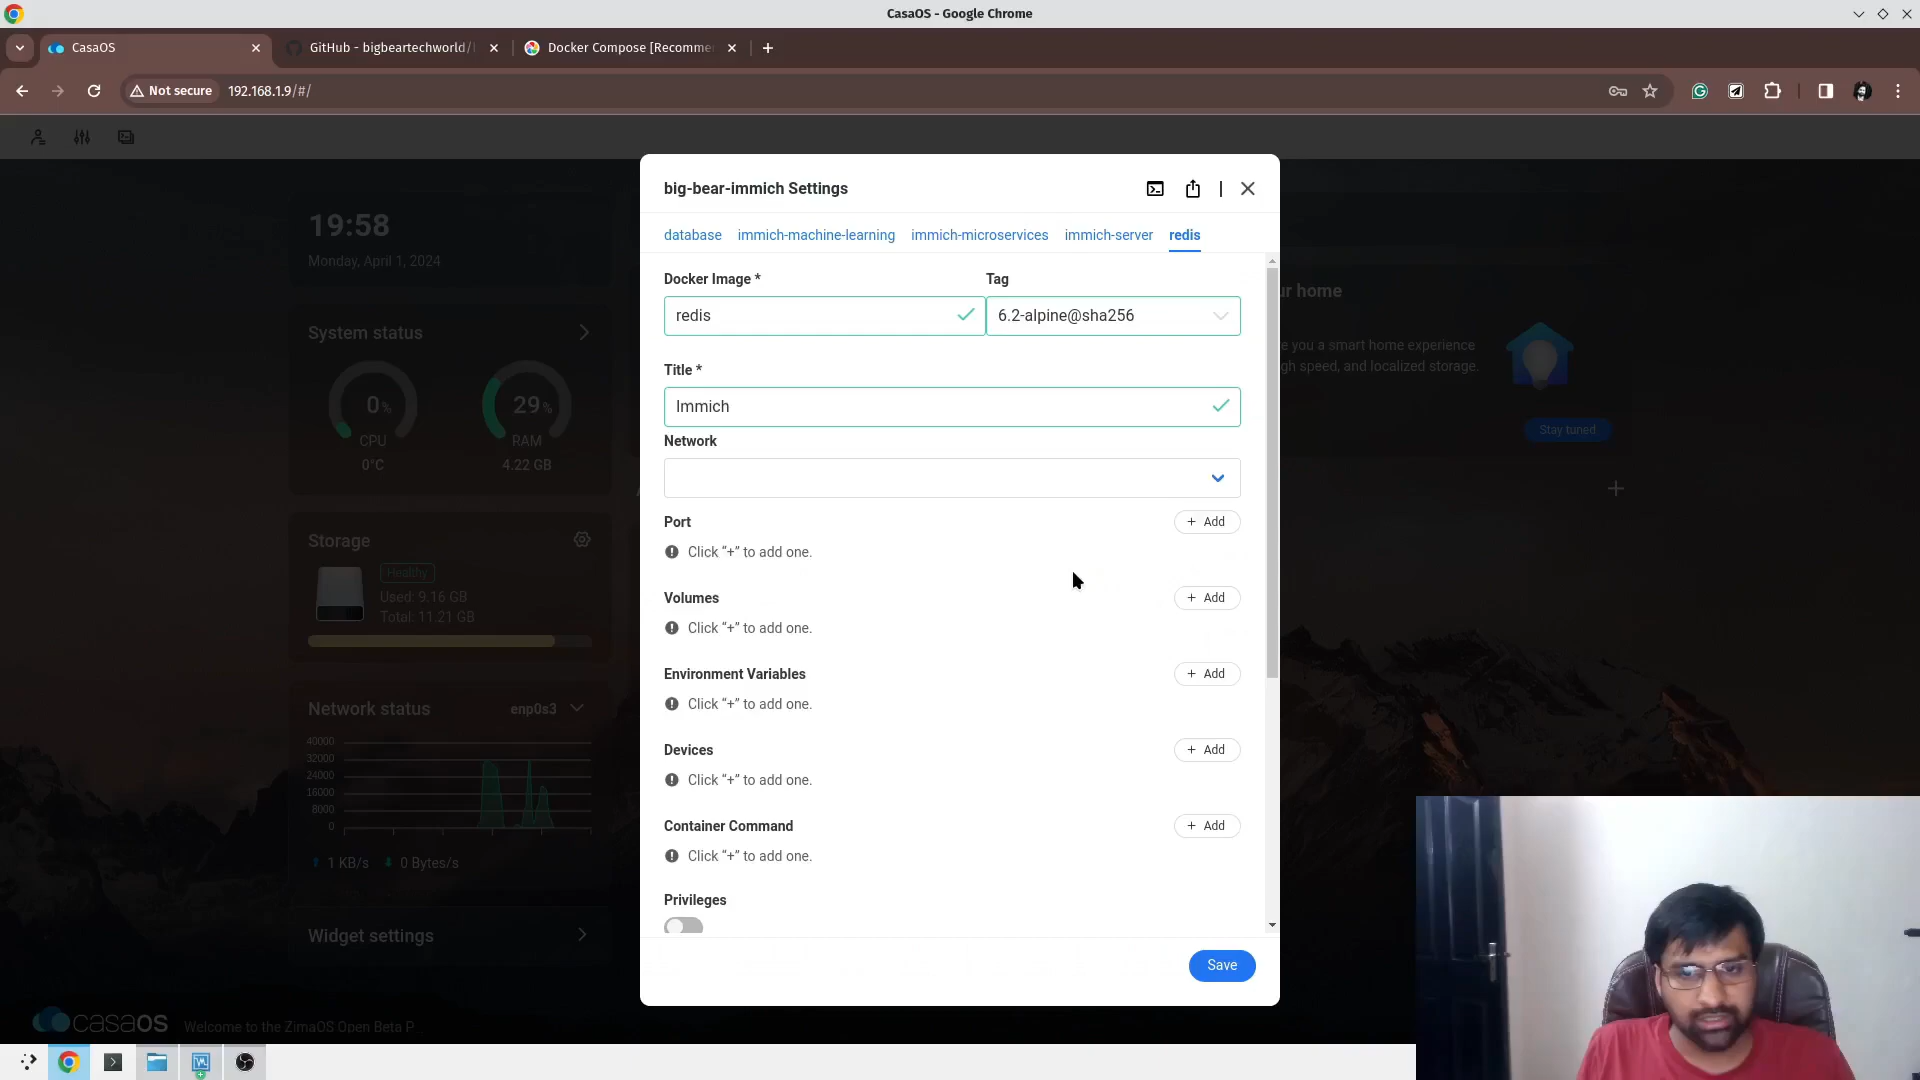 CasaOS - Google Chrome
CasaOS
GitHub - bigbeartechworld/
Docker Compose [Recomme
Not secure
192.168.1.9/#/
19:58
Monday, April 1, 2024
System status
0%
CPU
0°C
29%
RAM
4.22 GB
Storage
Healthy
Used: 9.16 GB
Total: 11.21 GB
Network status
enp0s3
40000
32000
24000
16000
8000
0
1 KB/s
0 Bytes/s
Widget settings
casaOS
Welcome to the ZimaOS Open Beta P...
big-bear-immich Settings
database
immich-machine-learning
immich-microservices
immich-server
redis
Docker Image *
Tag
redis
6.2-alpine@sha256
Title *
Immich
Network
Port
+ Add
Click “+” to add one.
Volumes
+ Add
Click “+” to add one.
Environment Variables
+ Add
Click “+” to add one.
Devices
+ Add
Click “+” to add one.
Container Command
+ Add
Click “+” to add one.
Privileges
Save
ur home
e you a smart home experience
gh speed, and localized storage.
Stay tuned